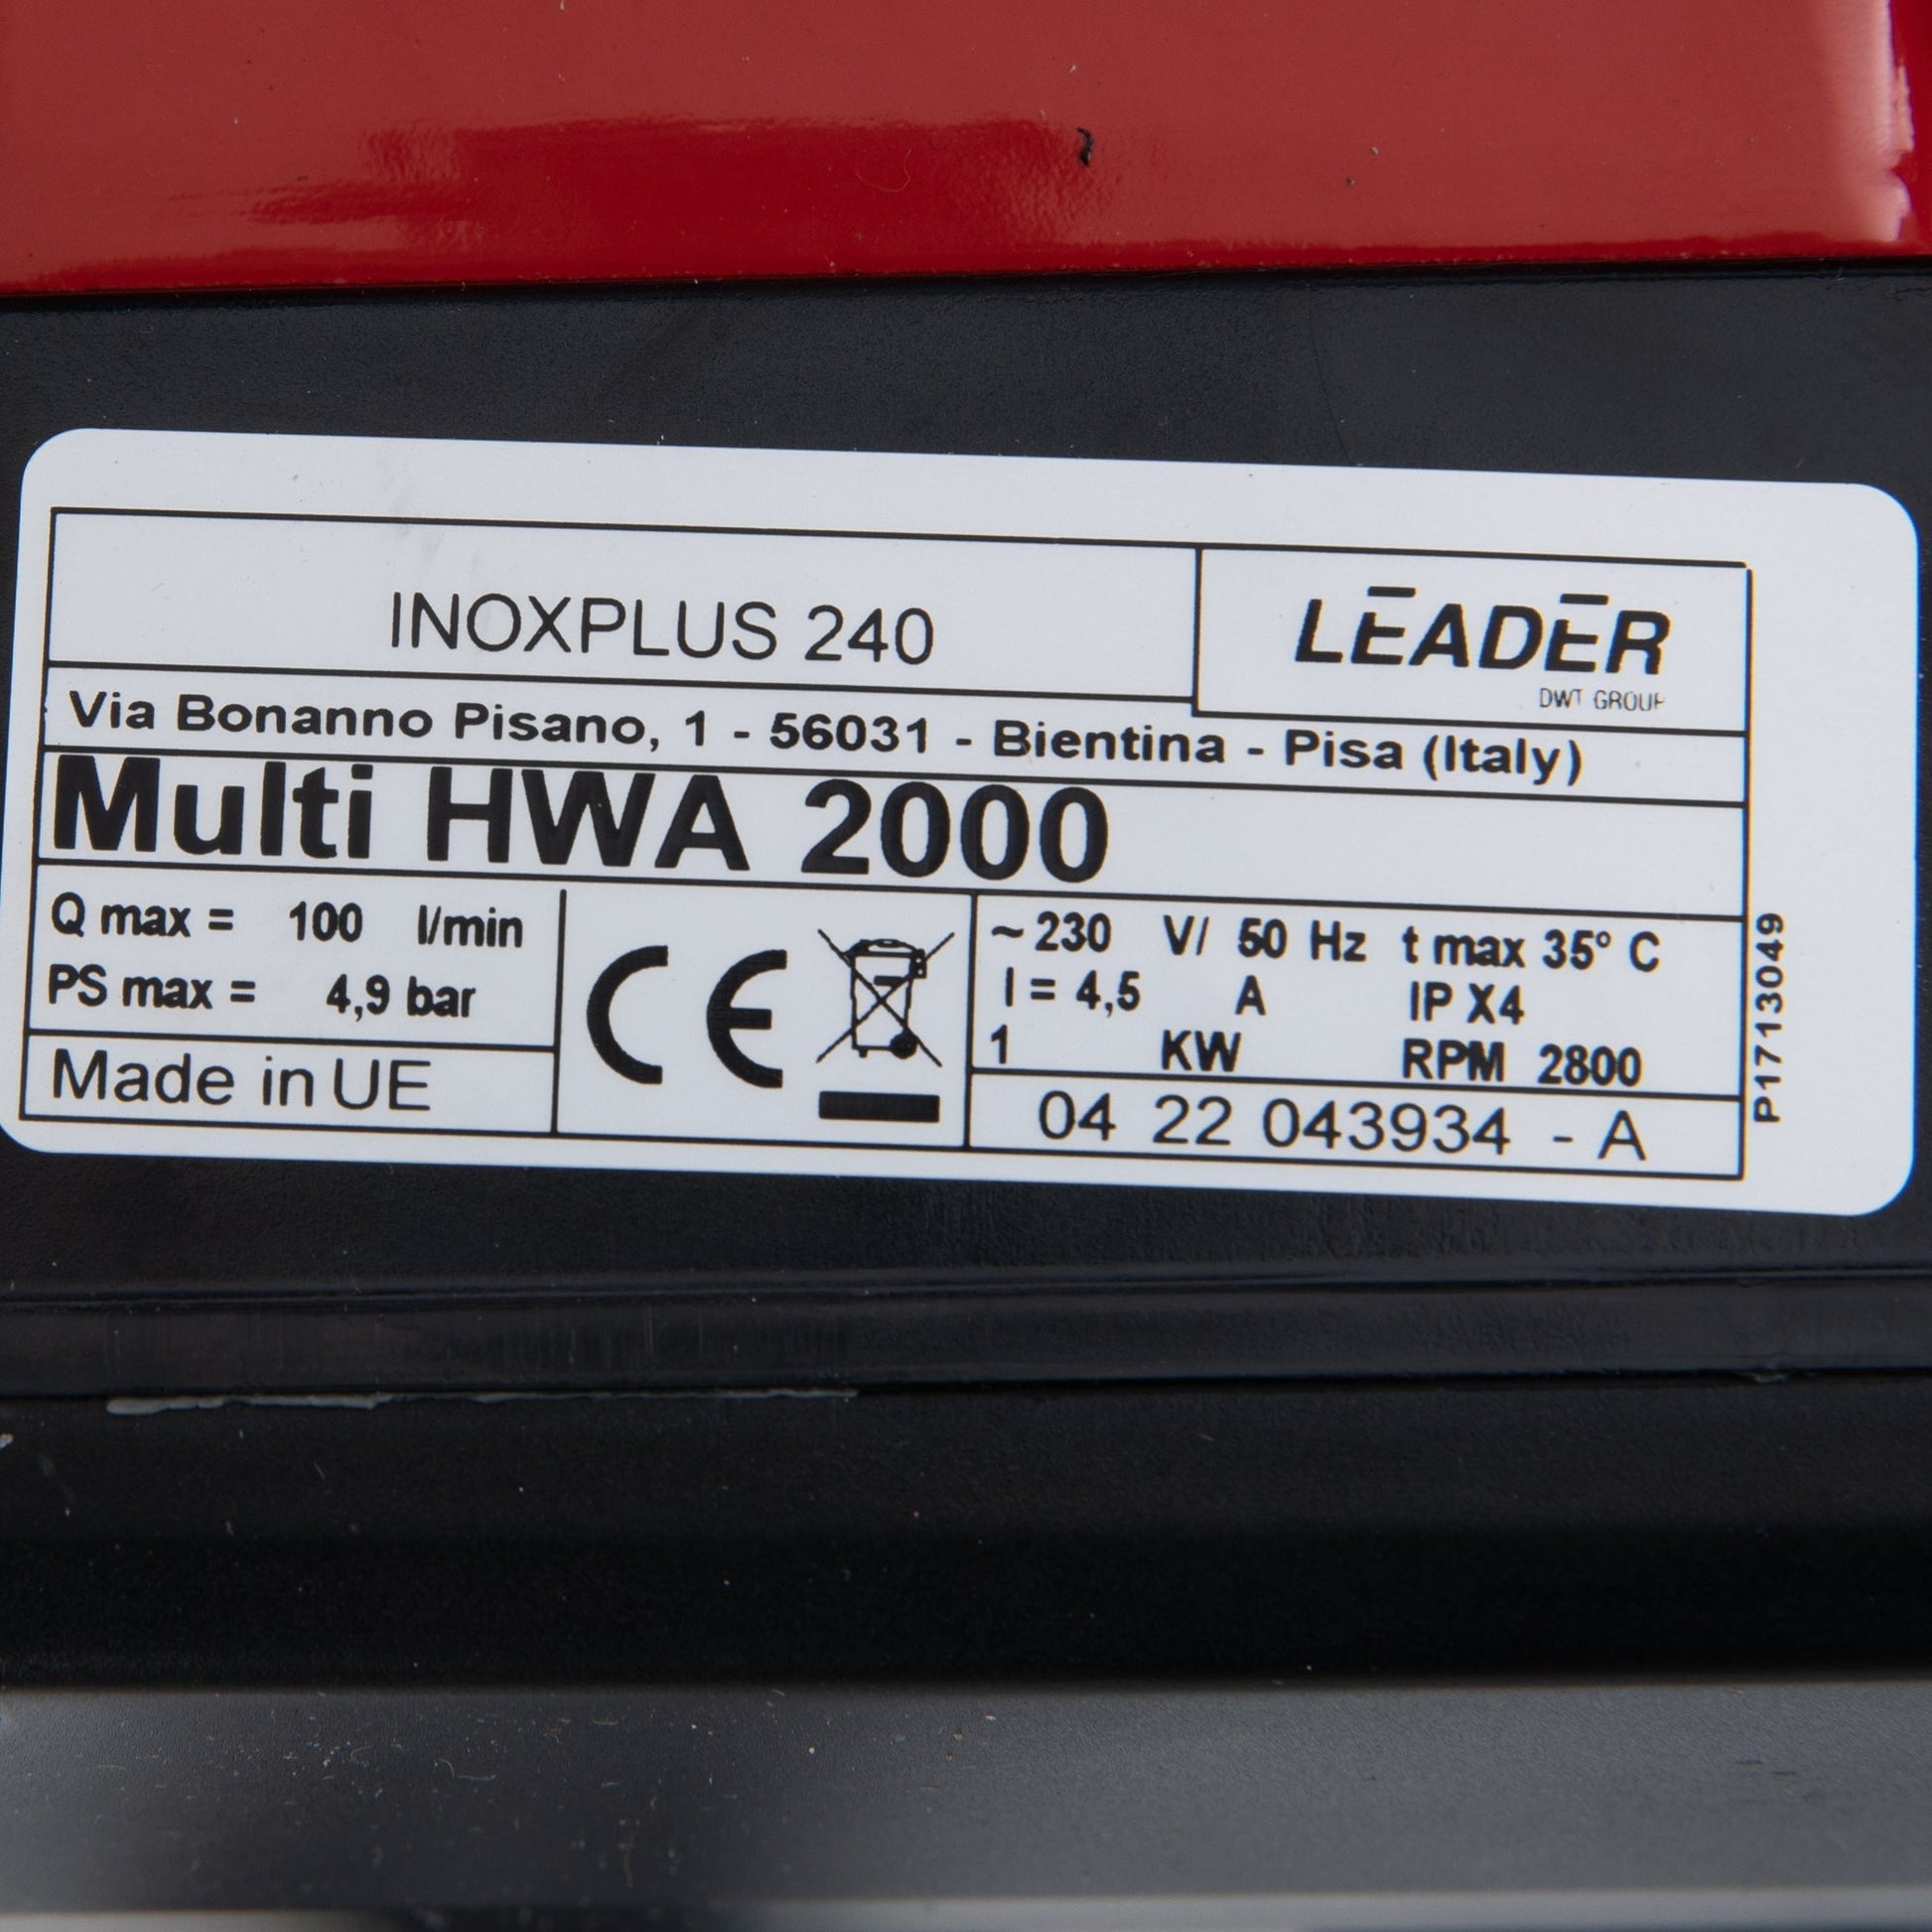 INOXPLUS 240
LEADER
DWT GROUP
Via Bonanno Pisano, 1 - 56031 - Bientina - Pisa (Italy)
Multi HWA 2000
Q max = 100 l/min
PS max = 4,9 bar
Made in UE
CE
~ 230 V/ 50 Hz t max 35° C
I = 4,5 A IP X4
1 KW RPM 2800
04 22 043934 - A
P1713049